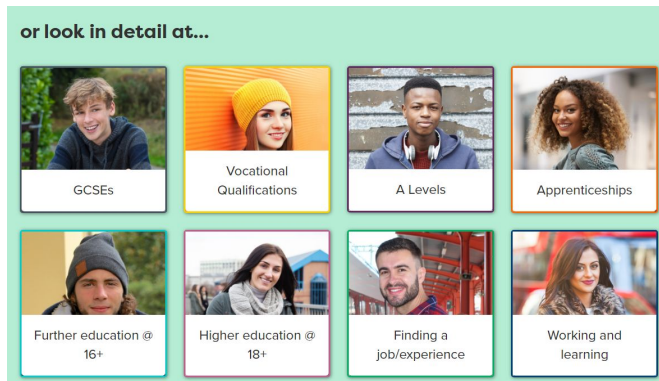 or look in detail at...
GCSEs
Vocational
Qualifications
A Levels
Apprenticeships
Further education @
16+
Higher education @
18+
Finding a
job/experience
Working and
learning